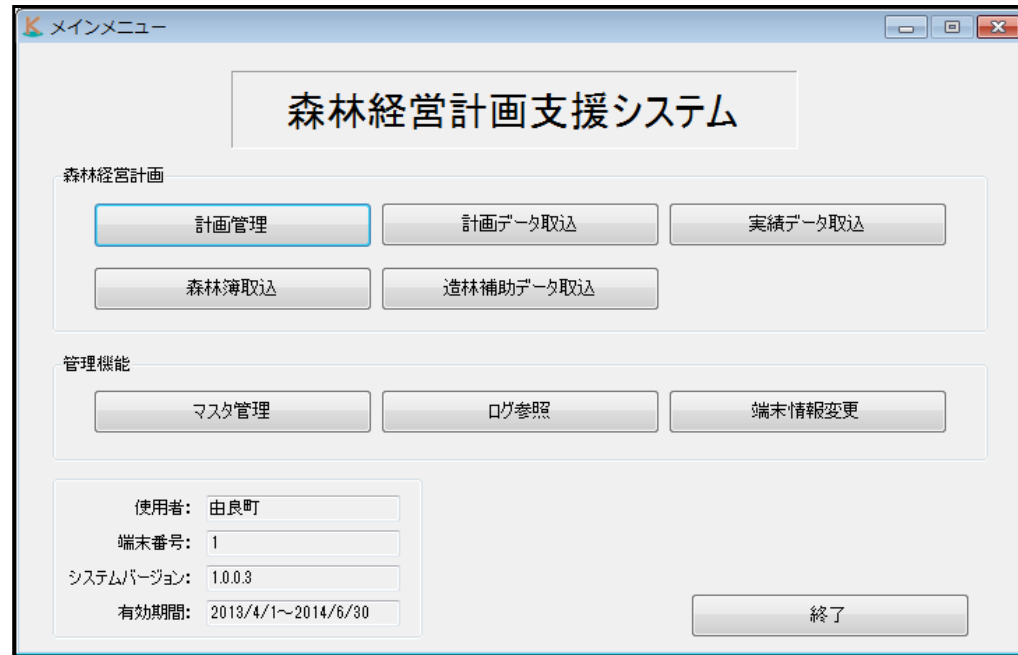 メインメニュー
森林経営計画支援システム
森林経営計画
計画管理 計画データ取込 実績データ取込
森林簿取込 造林補助データ取込
管理機能
マスタ管理 ログ参照 端末情報変更
使用者: 由良町
端末番号: 1
システムバージョン: 1.0.0.3
有効期間: 2013/4/1～2014/6/30
終了